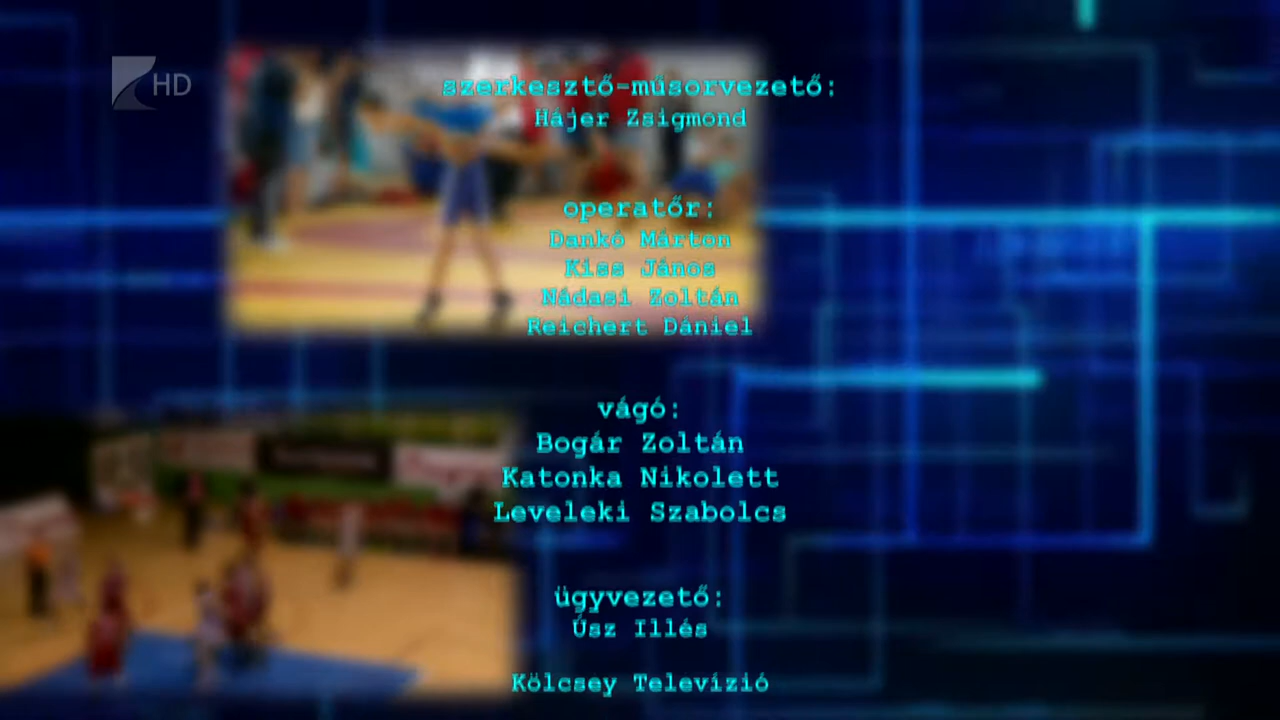 HD
szerkesztő-műsorvezető:
Hájer Zsigmond
operatőr:
Dankó Márton
Kiss János
Nádasi Zoltán
Reichert Dániel
vágó:
Bogár Zoltán
Katonka Nikolett
Leveleki Szabolcs
ügyvezető:
Úsz Illés
Kölcsey Televízió